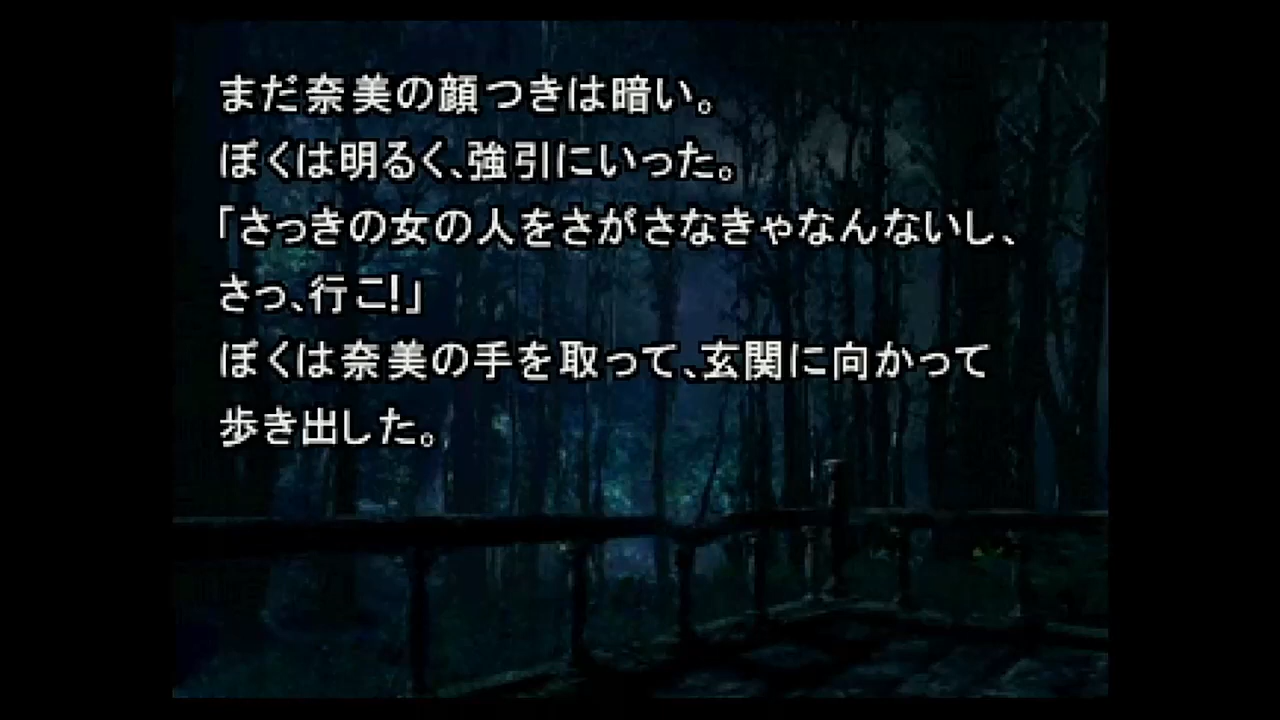 まだ奈美の顔つきは暗い。
ぼくは明るく、強引にいった。
「さっきの女の人をさがさなきゃなんないし、
さっ、行こ!」
ぼくは奈美の手を取って、玄関に向かって
歩き出した。